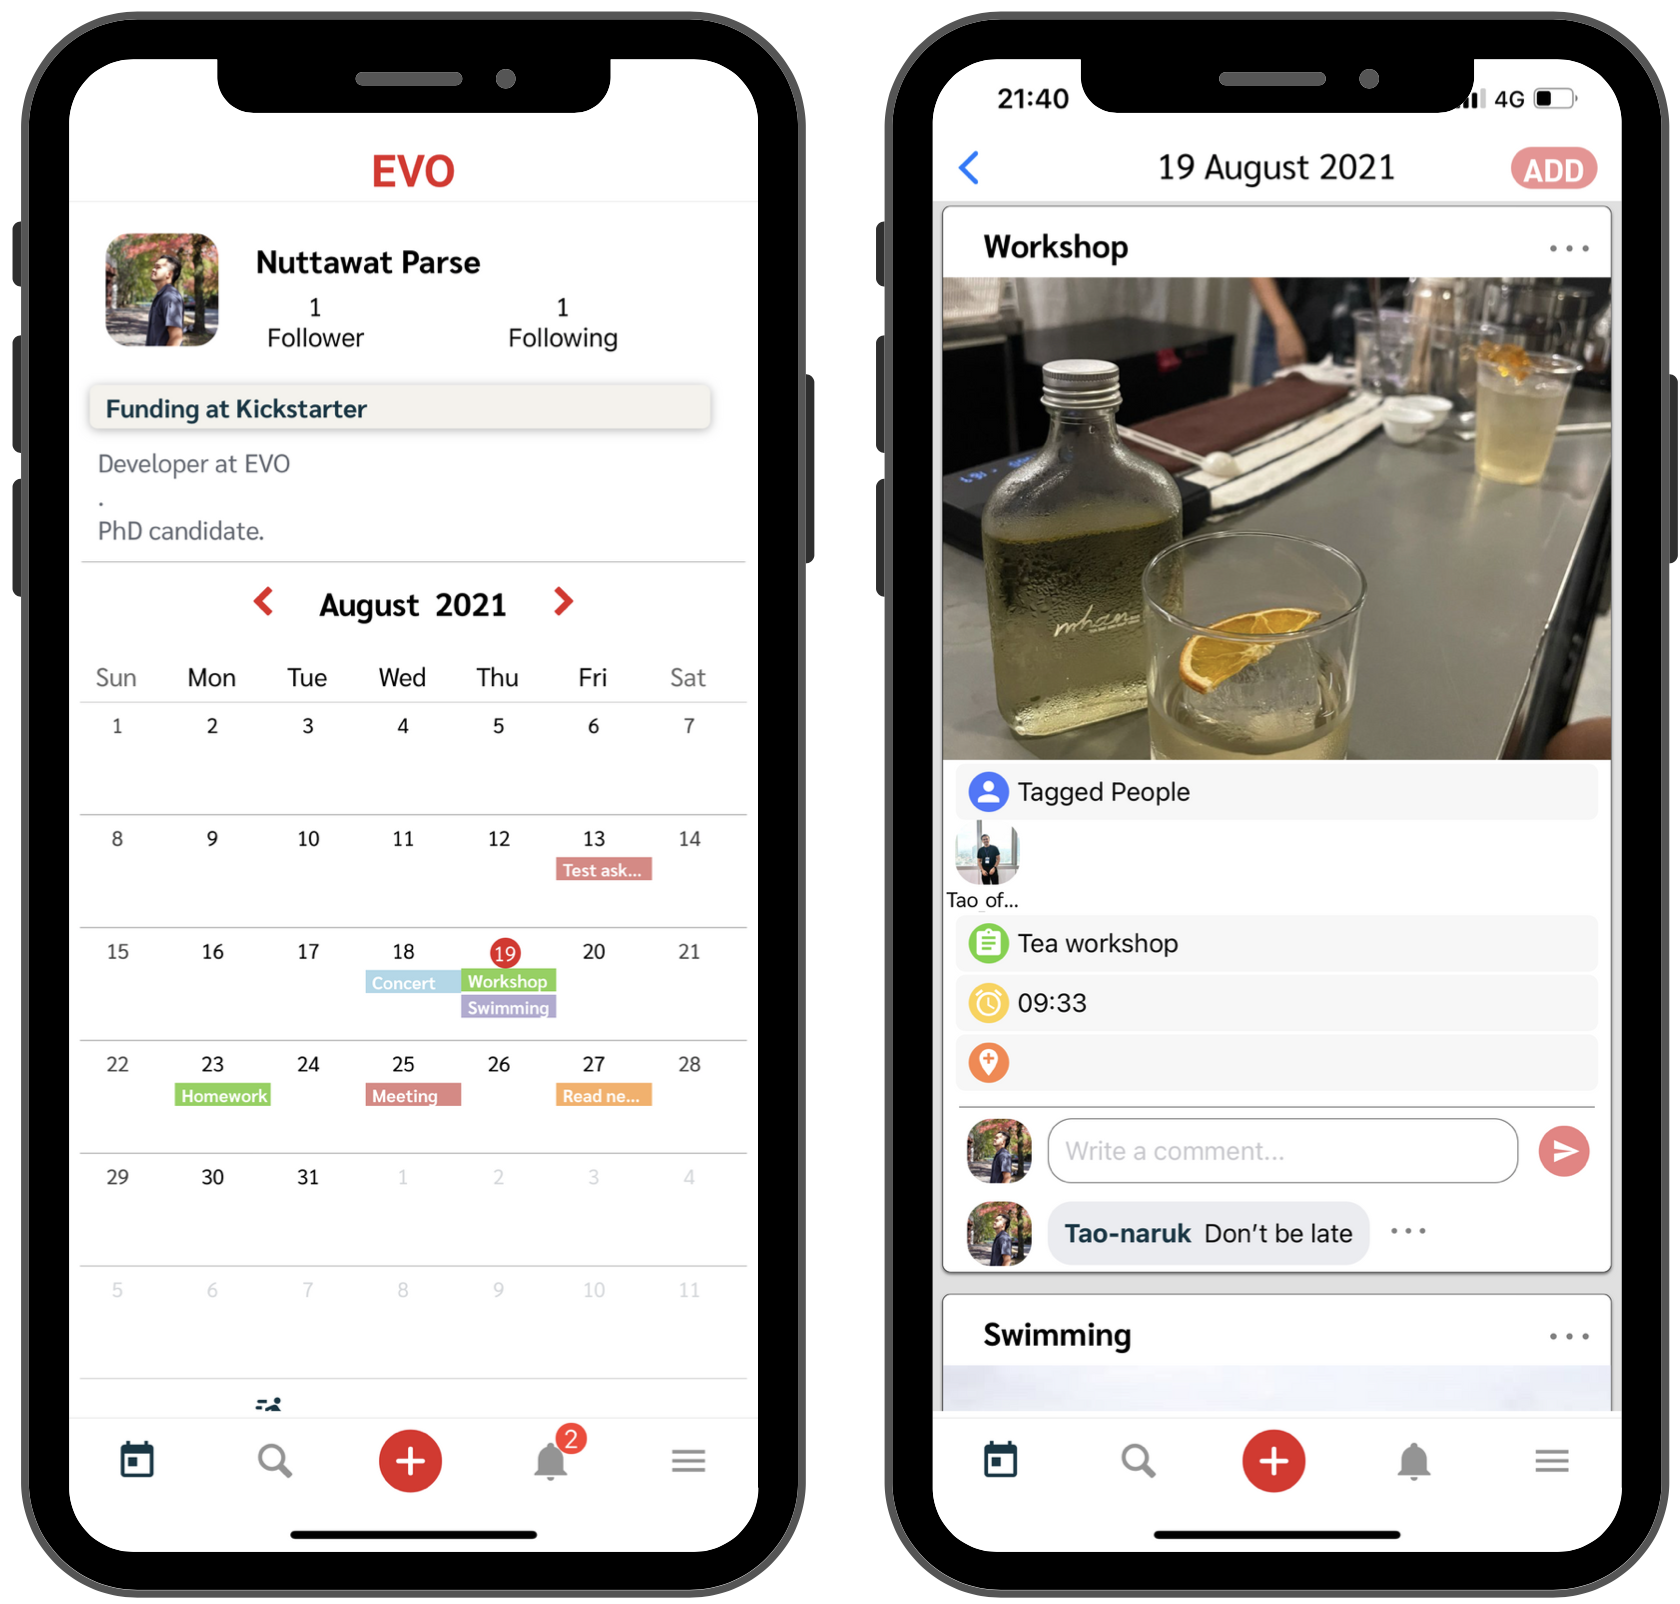 EVO
Nuttawat Parse
1 1
Follower Following
Funding at Kickstarter
Developer at EVO
.
PhD candidate.
August 2021
Sun Mon Tue Wed Thu Fri Sat
1 2 3 4 5 6 7
8 9 10 11 12 13 14
Test ask...
15 16 17 18 19 20 21
Concert Workshop
Swimming
22 23 24 25 26 27 28
Homework Meeting Read ne...
29 30 31 1 2 3 4
5 6 7 8 9 10 11
2
21:40 4G
19 August 2021 ADD
Workshop
mhan
Tagged People
Tao_of...
Tea workshop
09:33
Write a comment...
Tao-naruk Don't be late
Swimming